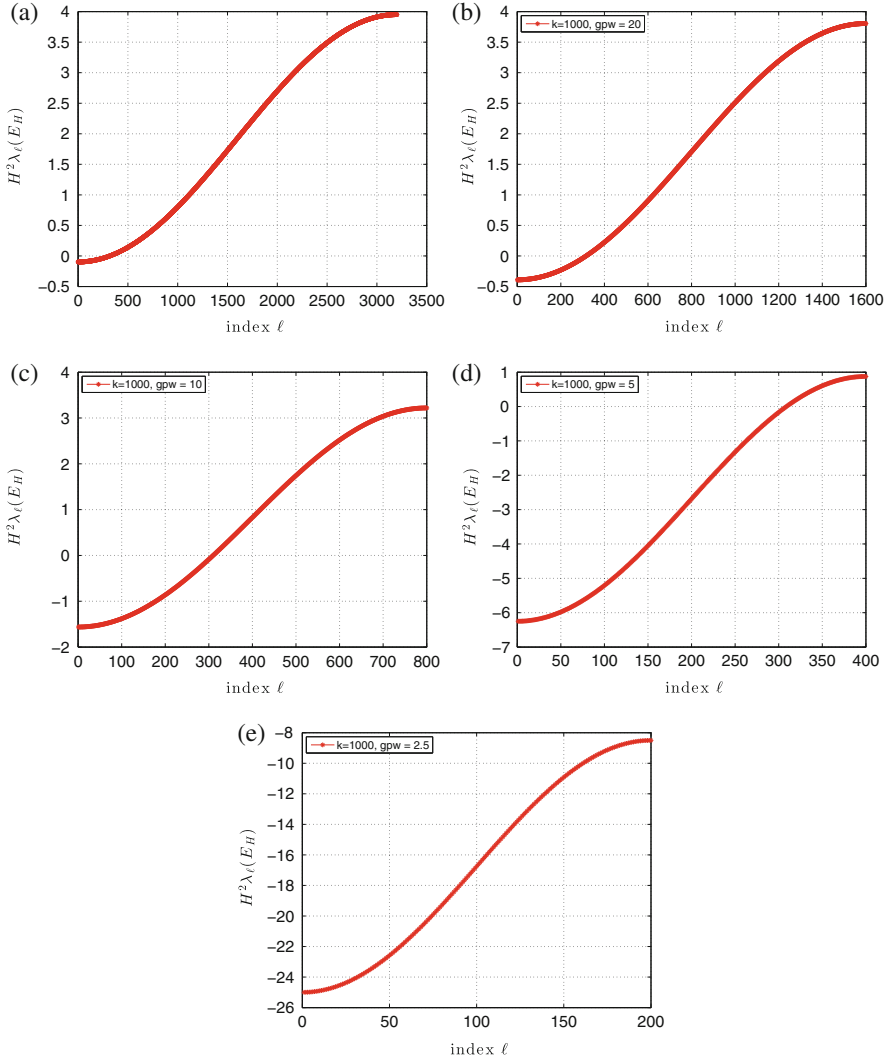 (a)
4
3.5
3
2.5
2
1.5
1
0.5
0
−0.5
H²λ_ℓ(E_H)
0 500 1000 1500 2000 2500 3000 3500
index ℓ
(b)
k=1000, gpw = 20
4
3.5
3
2.5
2
1.5
1
0.5
0
−0.5
H²λ_ℓ(E_H)
0 200 400 600 800 1000 1200 1400 1600
index ℓ
(c)
k=1000, gpw = 10
4
3
2
1
0
−1
−2
H²λ_ℓ(E_H)
0 100 200 300 400 500 600 700 800
index ℓ
(d)
k=1000, gpw = 5
1
0
−1
−2
−3
−4
−5
−6
−7
H²λ_ℓ(E_H)
0 50 100 150 200 250 300 350 400
index ℓ
(e)
k=1000, gpw = 2.5
−8
−10
−12
−14
−16
−18
−20
−22
−24
−26
H²λ_ℓ(E_H)
0 50 100 150 200
index ℓ